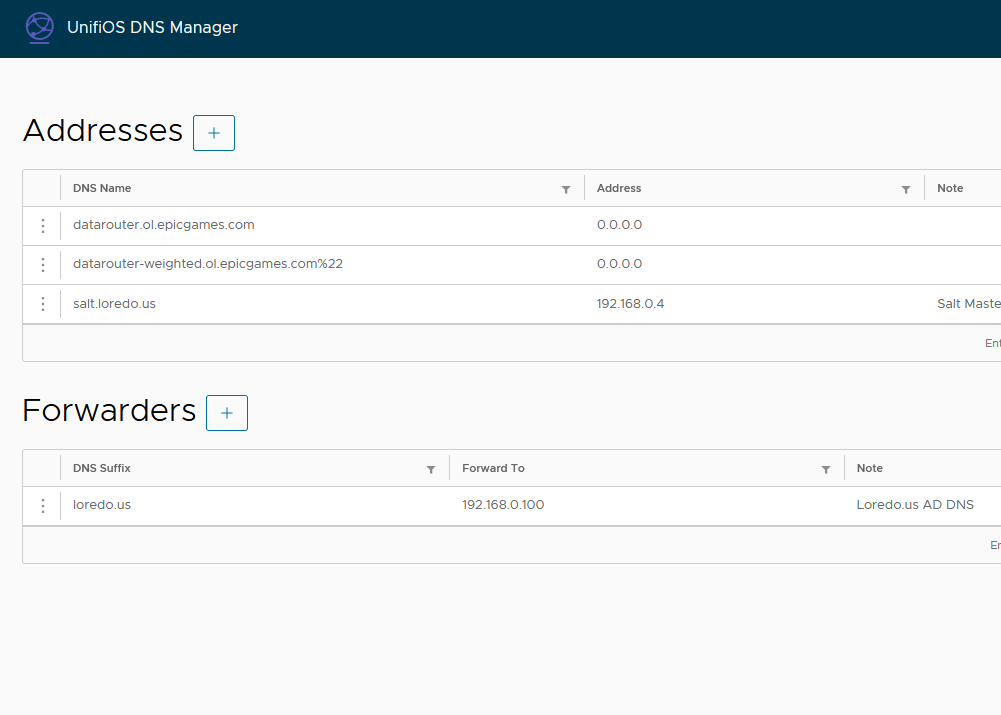 UnifiOS DNS Manager
Addresses +
DNS Name Address Note
datarouter.ol.epicgames.com 0.0.0.0
datarouter-weighted.ol.epicgames.com%22 0.0.0.0
salt.loredo.us 192.168.0.4 Salt Maste
Ent
Forwarders +
DNS Suffix Forward To Note
loredo.us 192.168.0.100 Loredo.us AD DNS
En